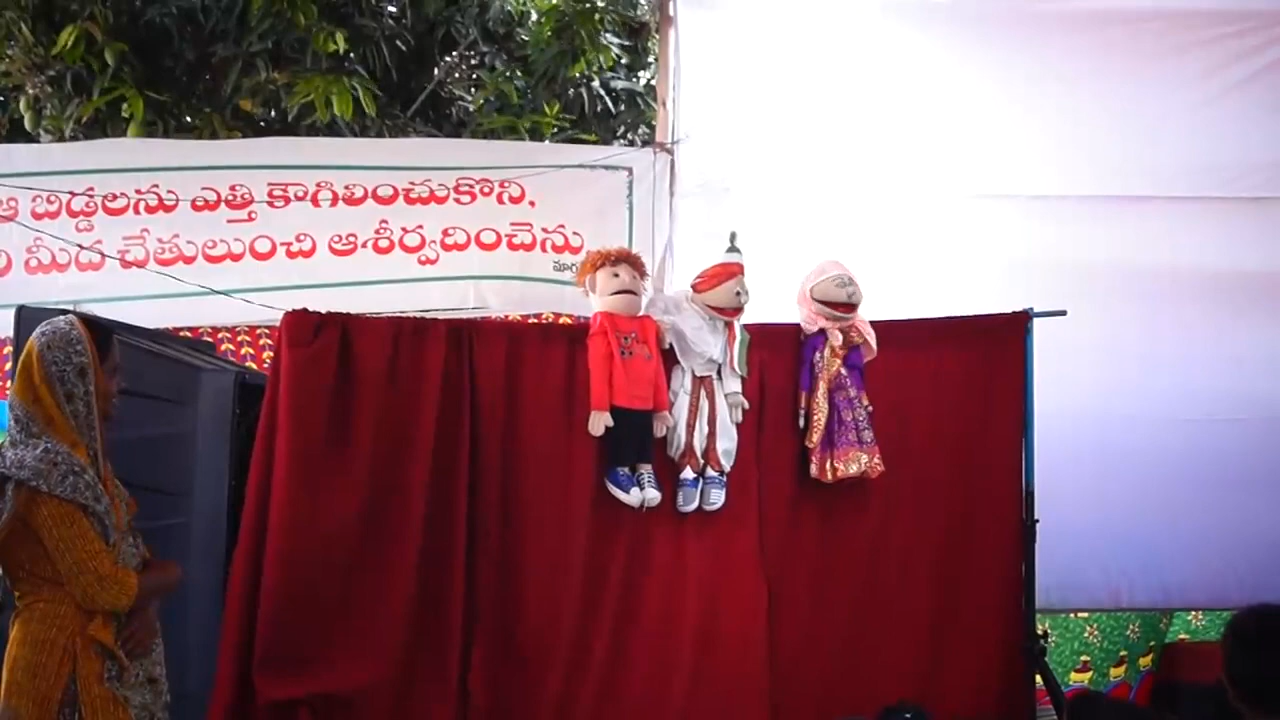 ఆ బిడ్డలను ఎత్తి కౌగిలించుకొని,
మీద చేతులుంచి ఆశీర్వదించెను